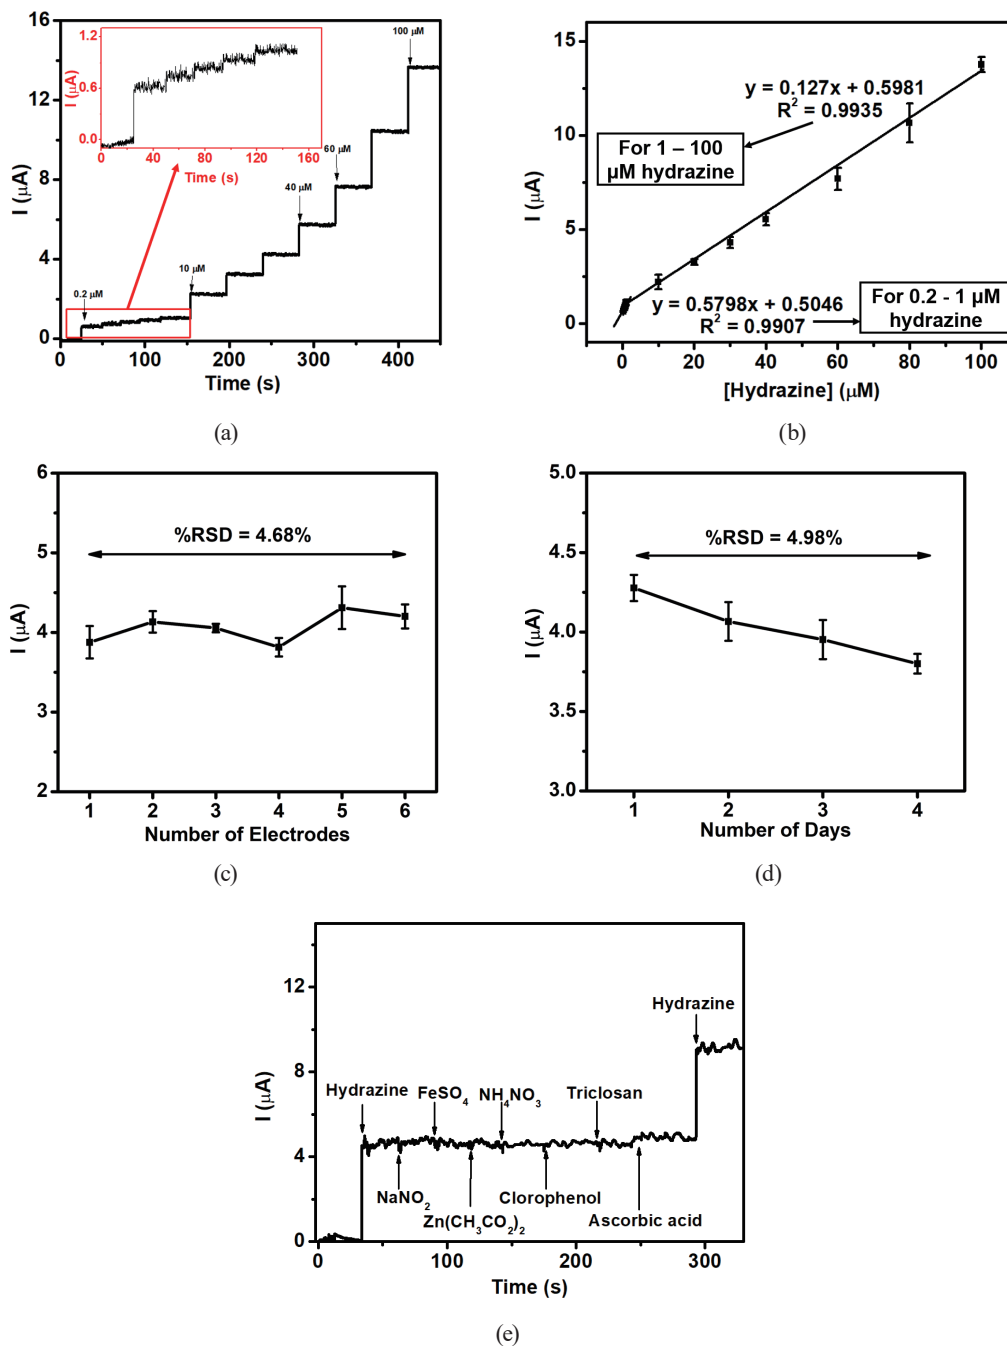 16
12
8
4
0
I (μA)
0
100
200
300
400
Time (s)
1.2
0.6
0.0
I (μA)
0
40
80
120
160
Time (s)
0.2 μM
10 μM
40 μM
60 μM
100 μM
(a)
15
10
5
0
I (μA)
y = 0.127x + 0.5981
R² = 0.9935
For 1 – 100
μM hydrazine
y = 0.5798x + 0.5046
R² = 0.9907
For 0.2 - 1 μM
hydrazine
0
20
40
60
80
100
[Hydrazine] (μM)
(b)
6
5
4
3
2
I (μA)
%RSD = 4.68%
1
2
3
4
5
6
Number of Electrodes
(c)
5.0
4.5
4.0
3.5
3.0
I (μA)
%RSD = 4.98%
1
2
3
4
Number of Days
(d)
12
8
4
0
I (μA)
Hydrazine
Hydrazine
FeSO₄
NH₄NO₃
Triclosan
NaNO₂
Zn(CH₃CO₂)₂
Clorophenol
Ascorbic acid
0
100
200
300
Time (s)
(e)